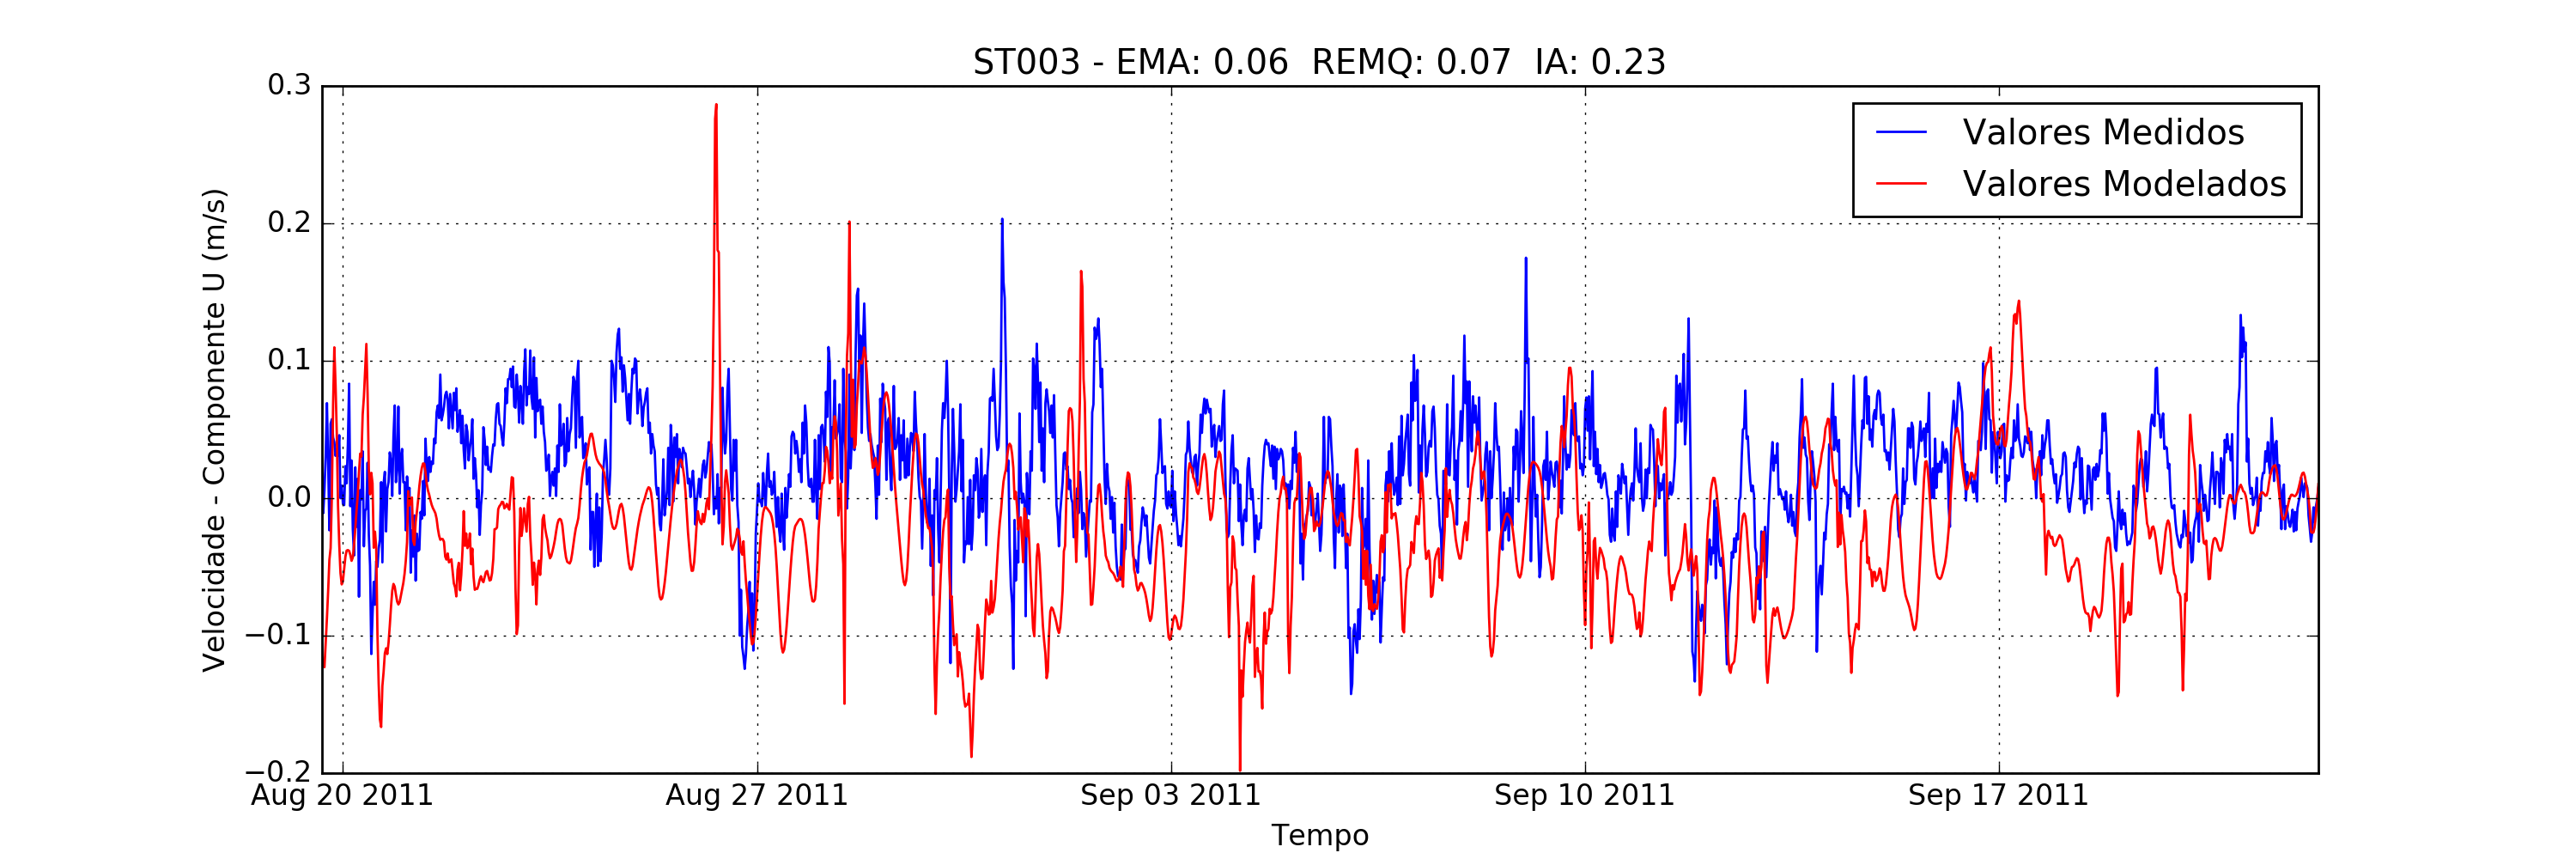 ST003 - EMA: 0.06  REMQ: 0.07  IA: 0.23
0.3
0.2
0.1
0.0
−0.1
−0.2
Velocidade - Componente U (m/s)
Valores Medidos
Valores Modelados
Aug 20 2011
Aug 27 2011
Sep 03 2011
Sep 10 2011
Sep 17 2011
Tempo